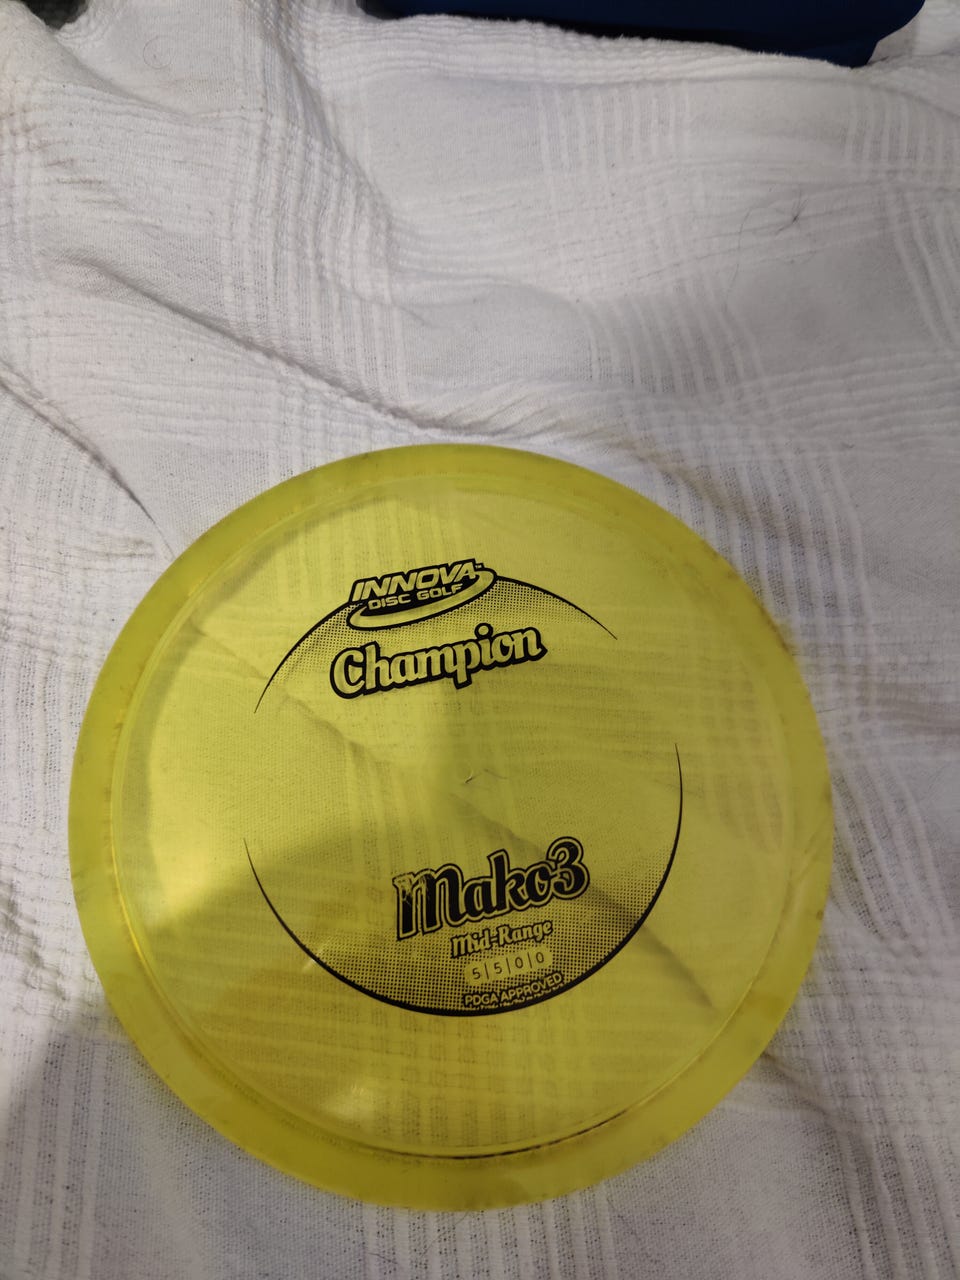 INNOVA
DISC GOLF
Champion
Mako3
Mid-Range
5|5|0|0
PDGA APPROVED